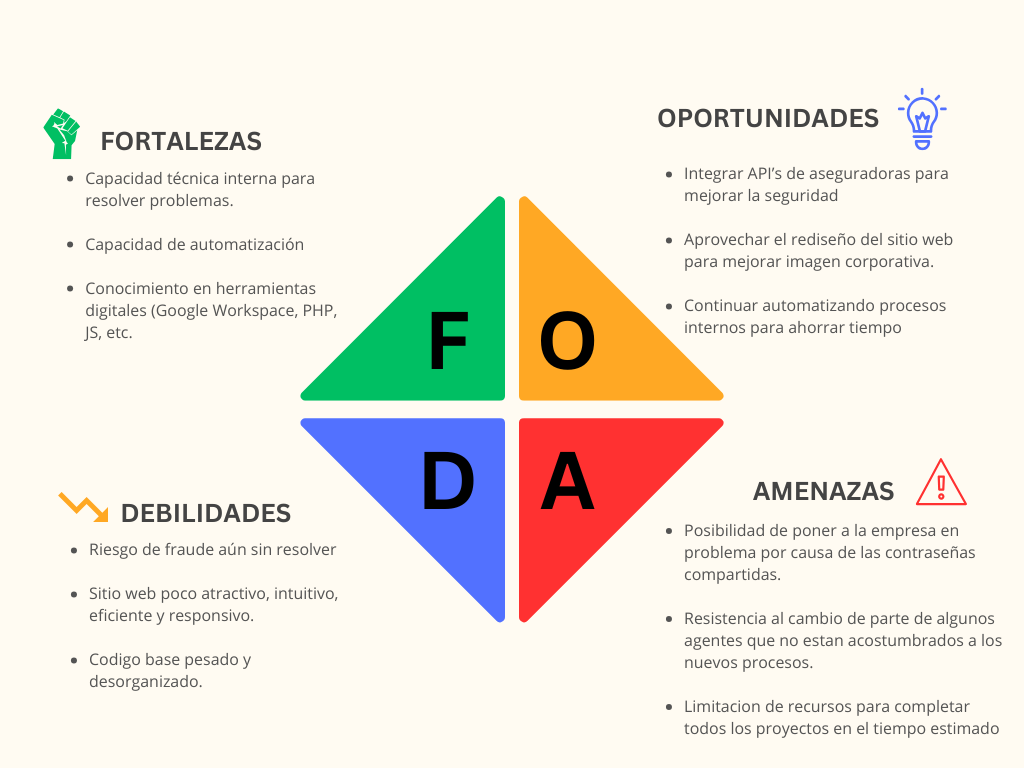 FORTALEZAS
• Capacidad técnica interna para
resolver problemas.
• Capacidad de automatización
• Conocimiento en herramientas
digitales (Google Workspace, PHP,
JS, etc.
OPORTUNIDADES
• Integrar API’s de aseguradoras para
mejorar la seguridad
• Aprovechar el rediseño del sitio web
para mejorar imagen corporativa.
• Continuar automatizando procesos
internos para ahorrar tiempo
F
O
D
A
DEBILIDADES
• Riesgo de fraude aún sin resolver
• Sitio web poco atractivo, intuitivo,
eficiente y responsivo.
• Codigo base pesado y
desorganizado.
AMENAZAS
• Posibilidad de poner a la empresa en
problema por causa de las contraseñas
compartidas.
• Resistencia al cambio de parte de algunos
agentes que no estan acostumbrados a los
nuevos procesos.
• Limitacion de recursos para completar
todos los proyectos en el tiempo estimado